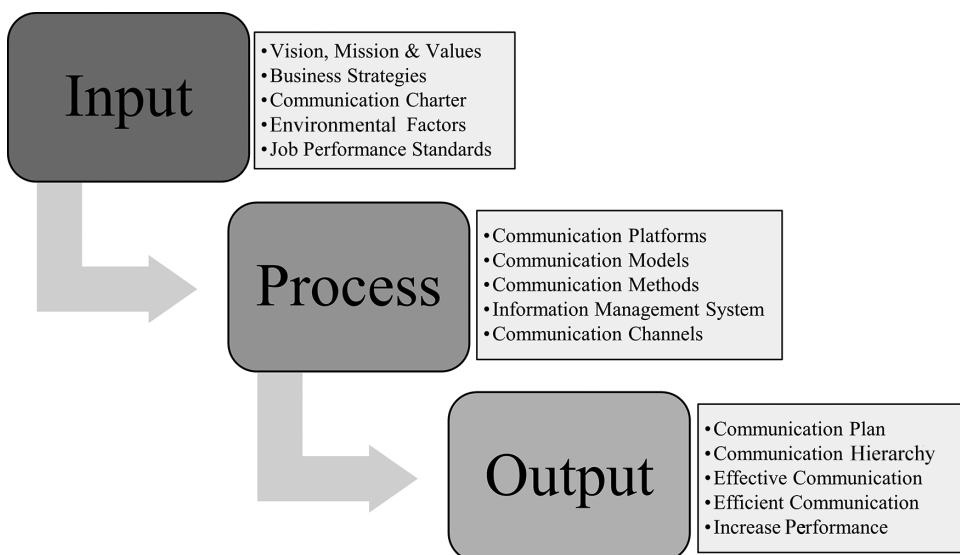 Input
•Vision, Mission & Values
•Business Strategies
•Communication Charter
•Environmental Factors
•Job Performance Standards
Process
•Communication Platforms
•Communication Models
•Communication Methods
•Information Management System
•Communication Channels
Output
•Communication Plan
•Communication Hierarchy
•Effective Communication
•Efficient Communication
•Increase Performance